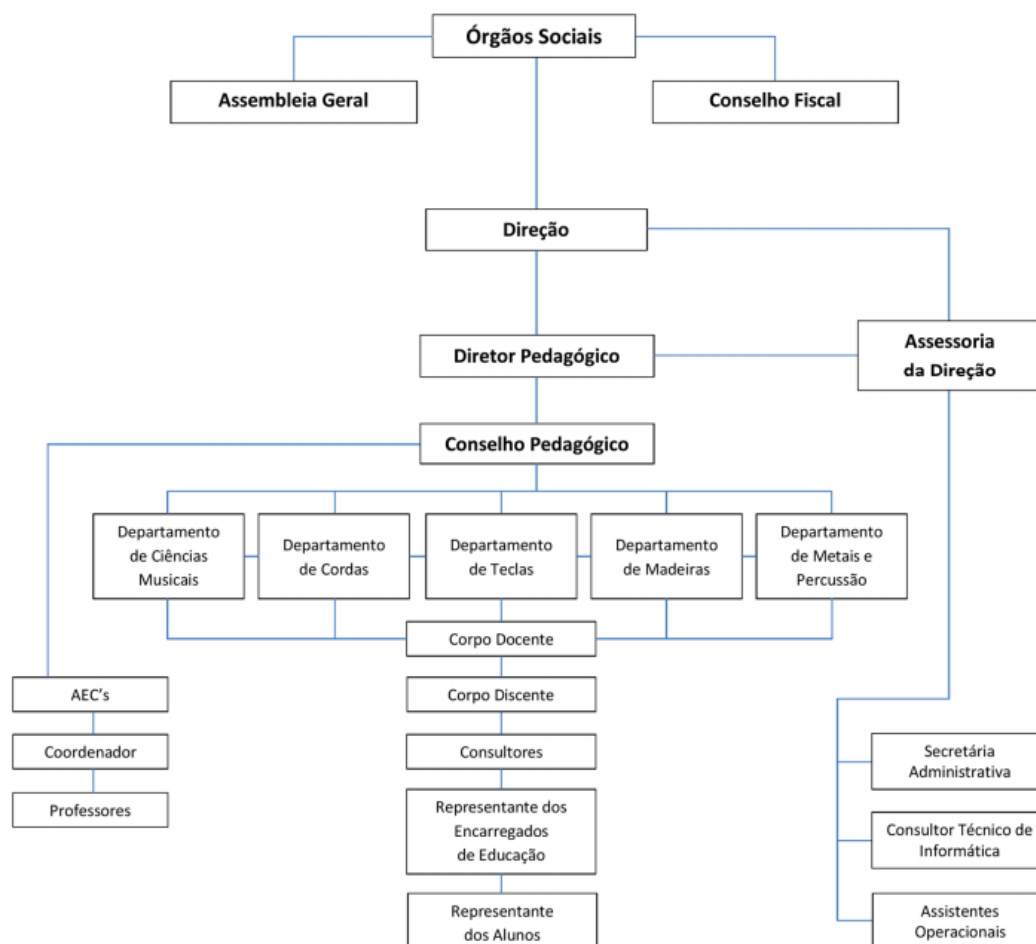 Órgãos Sociais
Assembleia Geral
Conselho Fiscal
Direção
Diretor Pedagógico
Assessoria
da Direção
Conselho Pedagógico
Departamento
de Ciências
Musicais
Departamento
de Cordas
Departamento
de Teclas
Departamento
de Madeiras
Departamento
de Metais e
Percussão
Corpo Docente
AEC's
Coordenador
Professores
Corpo Discente
Consultores
Representante dos
Encarregados
de Educação
Representante
dos Alunos
Secretária
Administrativa
Consultor Técnico de
Informática
Assistentes
Operacionais